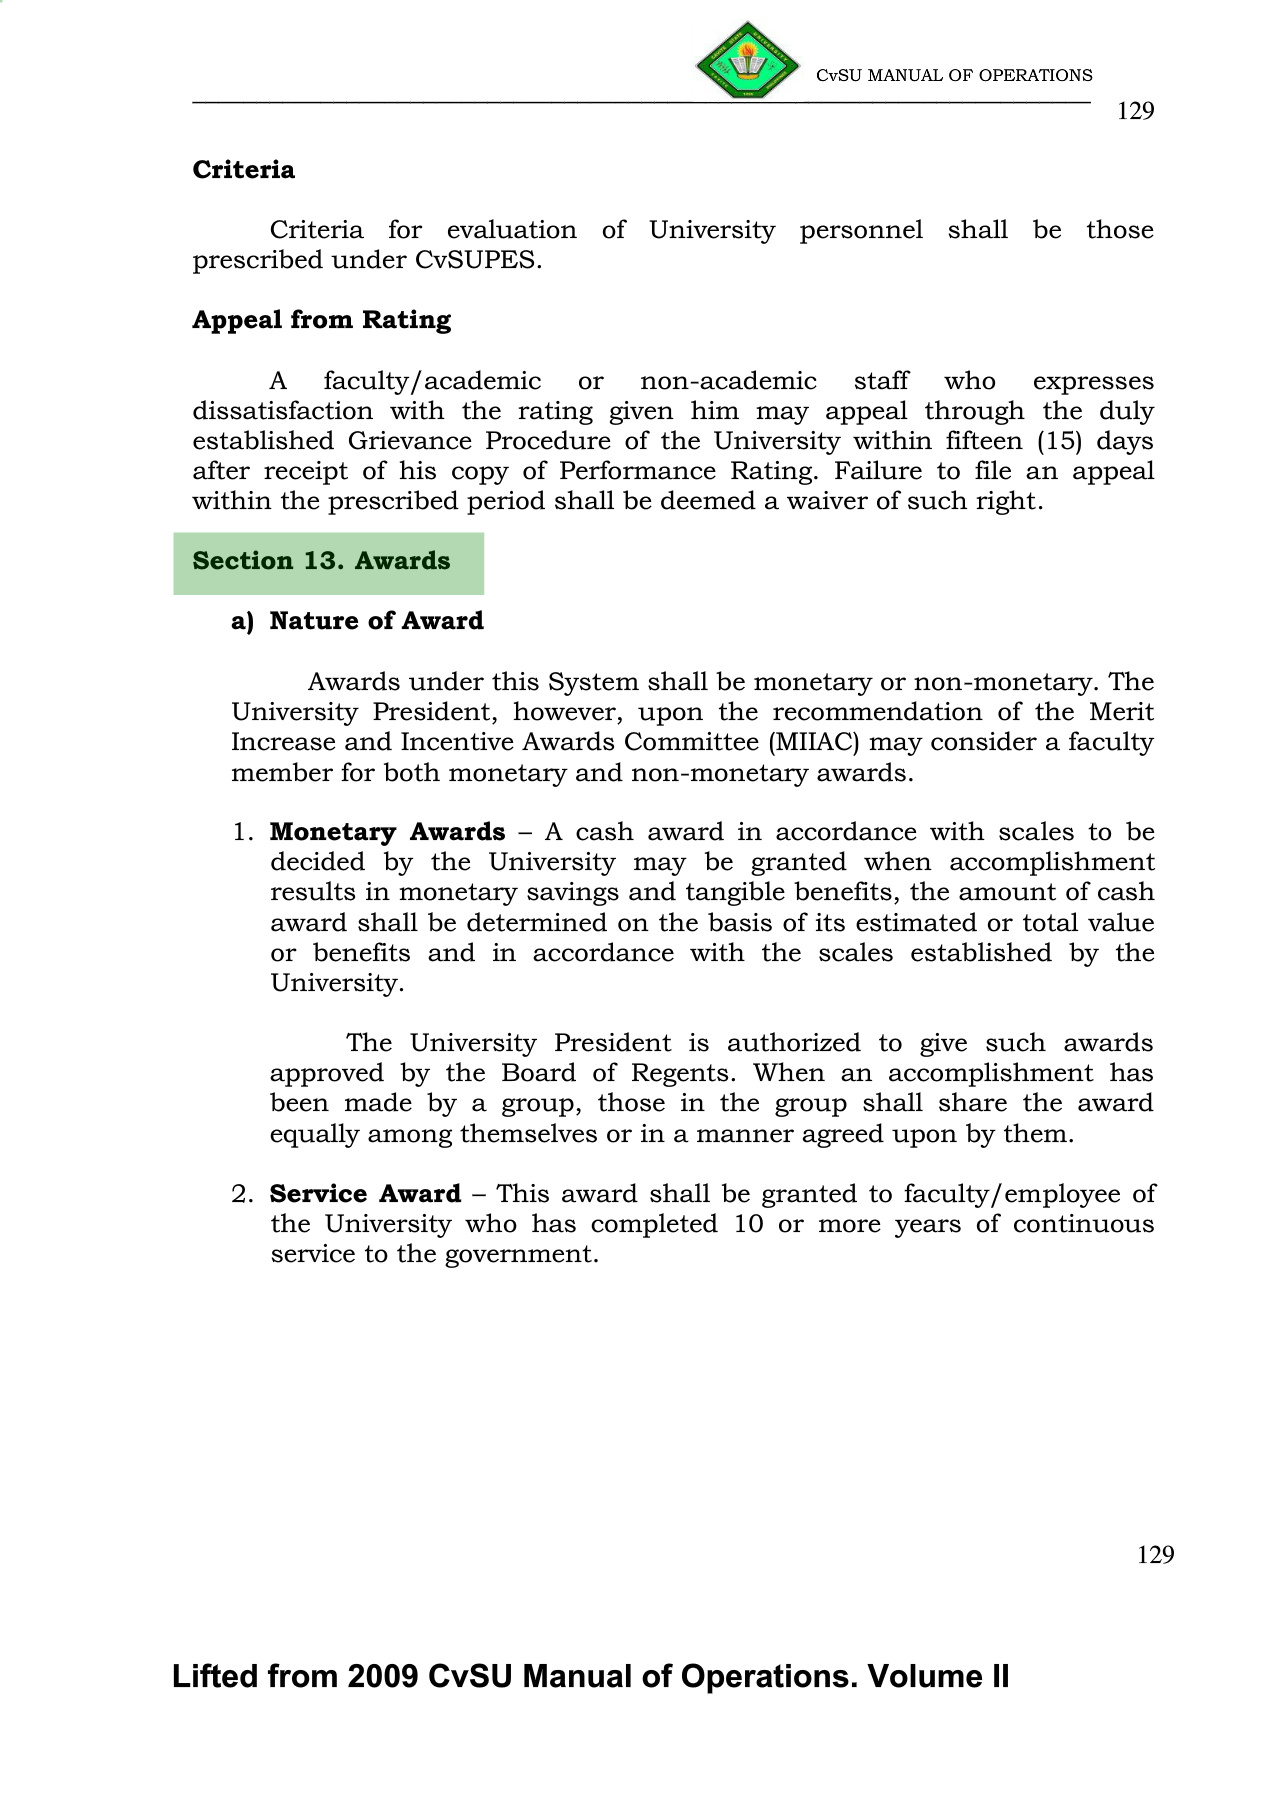 CvSU MANUAL OF OPERATIONS
129
Criteria
Criteria for evaluation of University personnel shall be those
prescribed under CvSUPES.
Appeal from Rating
A faculty/academic or non-academic staff who expresses
dissatisfaction with the rating given him may appeal through the duly
established Grievance Procedure of the University within fifteen (15) days
after receipt of his copy of Performance Rating. Failure to file an appeal
within the prescribed period shall be deemed a waiver of such right.
Section 13. Awards
a) Nature of Award
Awards under this System shall be monetary or non-monetary. The
University President, however, upon the recommendation of the Merit
Increase and Incentive Awards Committee (MIIAC) may consider a faculty
member for both monetary and non-monetary awards.
1. Monetary Awards – A cash award in accordance with scales to be
decided by the University may be granted when accomplishment
results in monetary savings and tangible benefits, the amount of cash
award shall be determined on the basis of its estimated or total value
or benefits and in accordance with the scales established by the
University.
The University President is authorized to give such awards
approved by the Board of Regents. When an accomplishment has
been made by a group, those in the group shall share the award
equally among themselves or in a manner agreed upon by them.
2. Service Award – This award shall be granted to faculty/employee of
the University who has completed 10 or more years of continuous
service to the government.
129
Lifted from 2009 CvSU Manual of Operations. Volume II